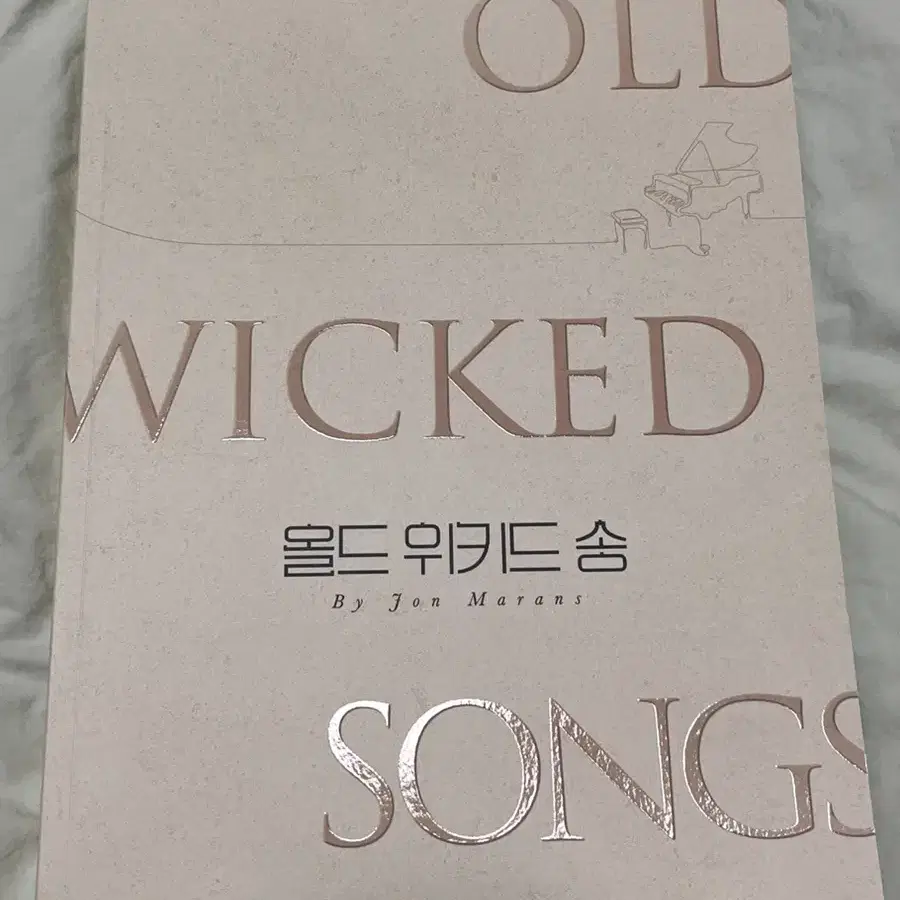 OLD
WICKED
올드 위키드 송
By Jon Marans
SONGS